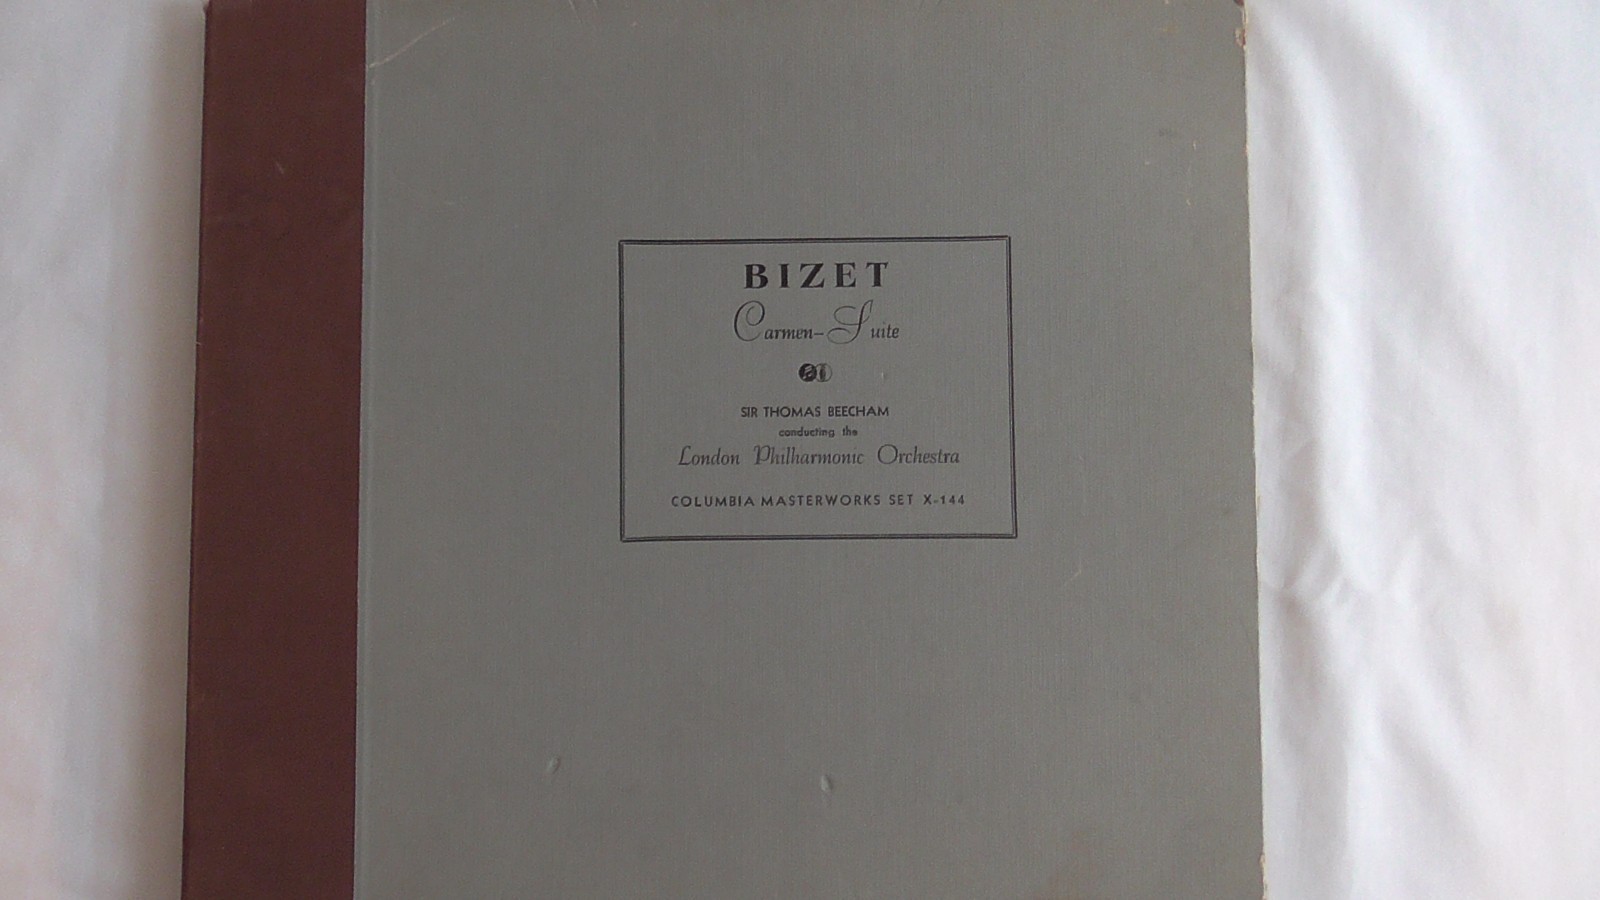 BIZET
Carmen-Suite
SIR THOMAS BEECHAM
conducting the
London Philharmonic Orchestra
COLUMBIA MASTERWORKS SET X-144